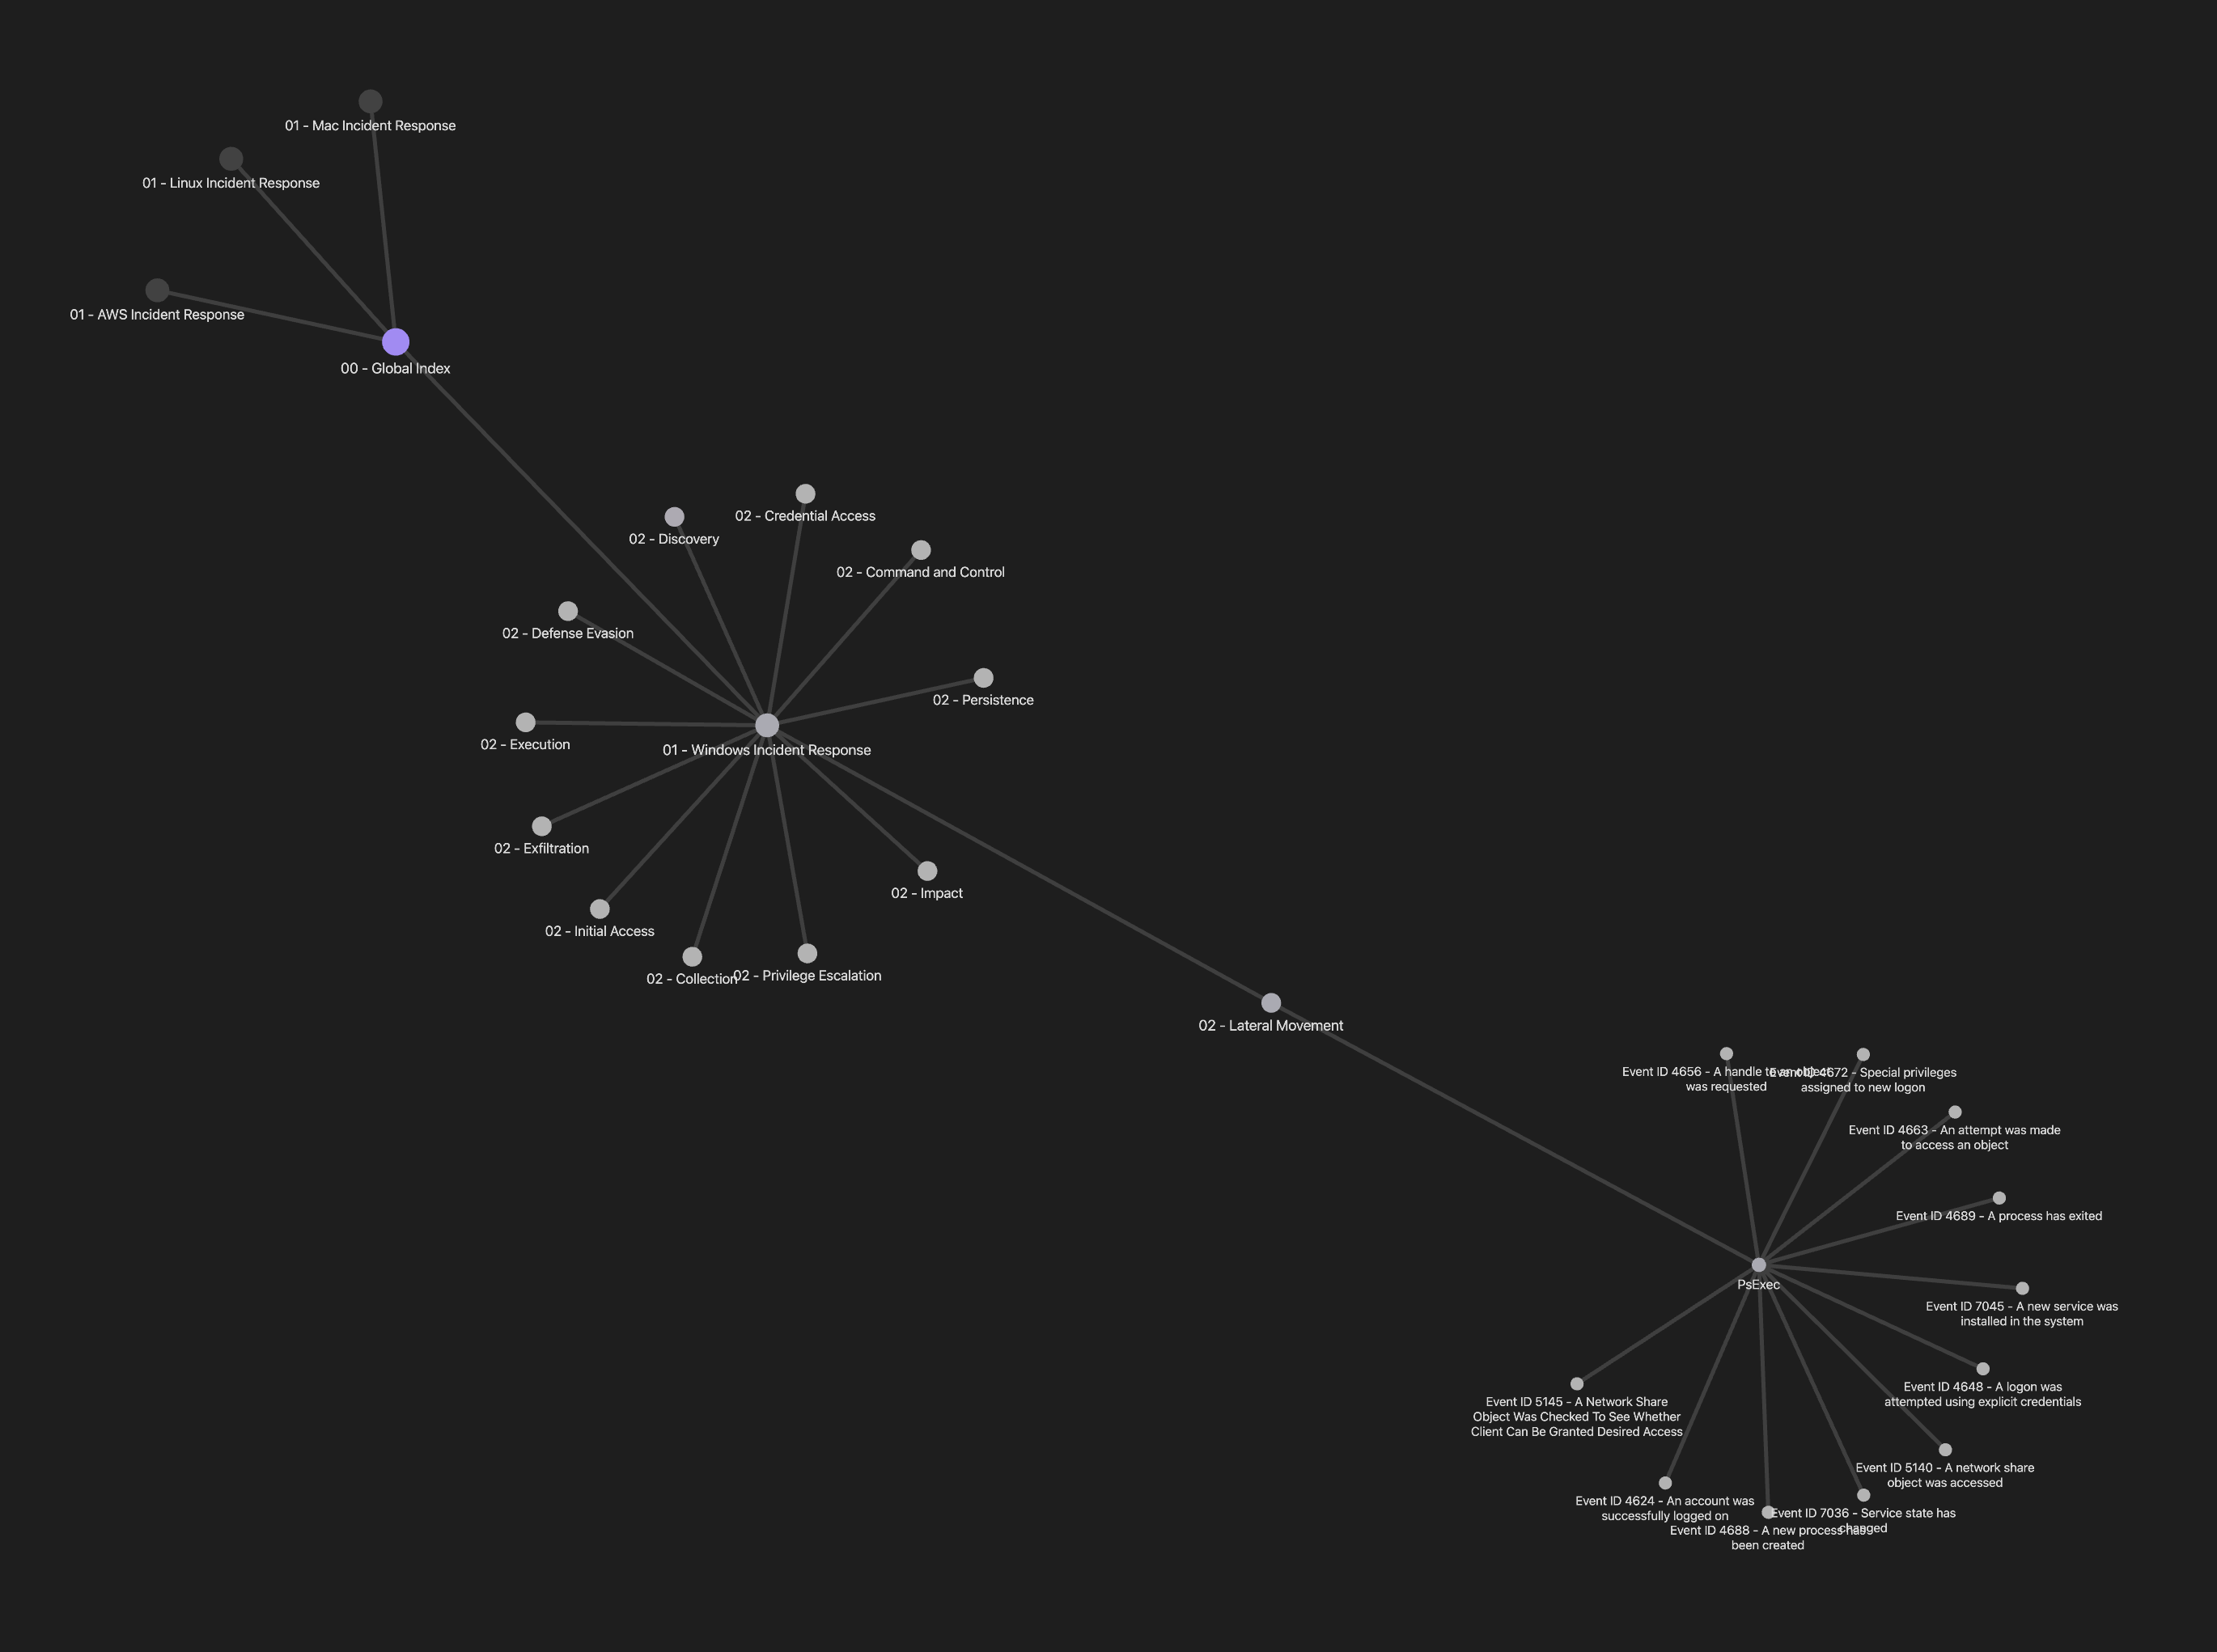 01 - Mac Incident Response
01 - Linux Incident Response
01 - AWS Incident Response
00 - Global Index
02 - Credential Access
02 - Discovery
02 - Command and Control
02 - Defense Evasion
02 - Persistence
02 - Execution
01 - Windows Incident Response
02 - Exfiltration
02 - Impact
02 - Initial Access
02 - Collection
02 - Privilege Escalation
02 - Lateral Movement
Event ID 4656 - A handle to an object
was requested
Event ID 4672 - Special privileges
assigned to new logon
Event ID 4663 - An attempt was made
to access an object
Event ID 4689 - A process has exited
PsExec
Event ID 7045 - A new service was
installed in the system
Event ID 4648 - A logon was
attempted using explicit credentials
Event ID 5145 - A Network Share
Object Was Checked To See Whether
Client Can Be Granted Desired Access
Event ID 5140 - A network share
object was accessed
Event ID 4624 - An account was
successfully logged on
Event ID 7036 - Service state has
changed
Event ID 4688 - A new process has
been created